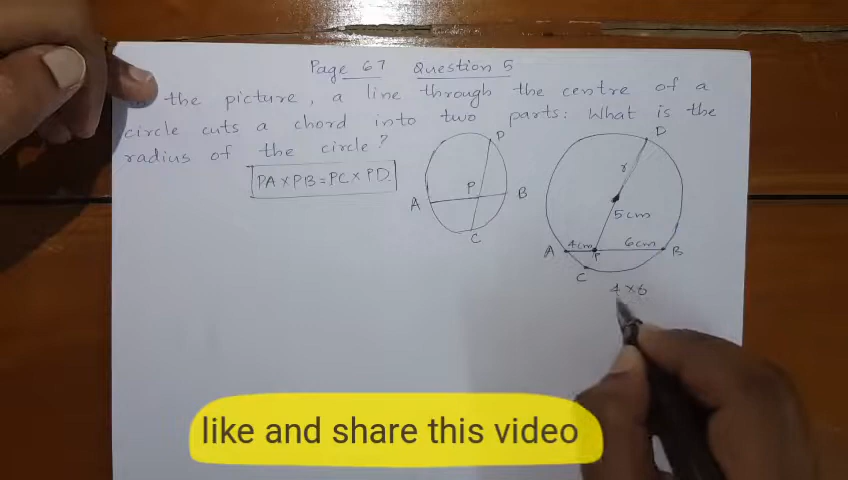 Page 67 Question 5
the picture, a line through the centre of a
circle cuts a chord into two parts: What is the
radius of the circle?
PA×PB=PC×PD.
D
P
A
B
C
D
r
5cm
4cm
6cm
A
P
B
C
4×6
like and share this video